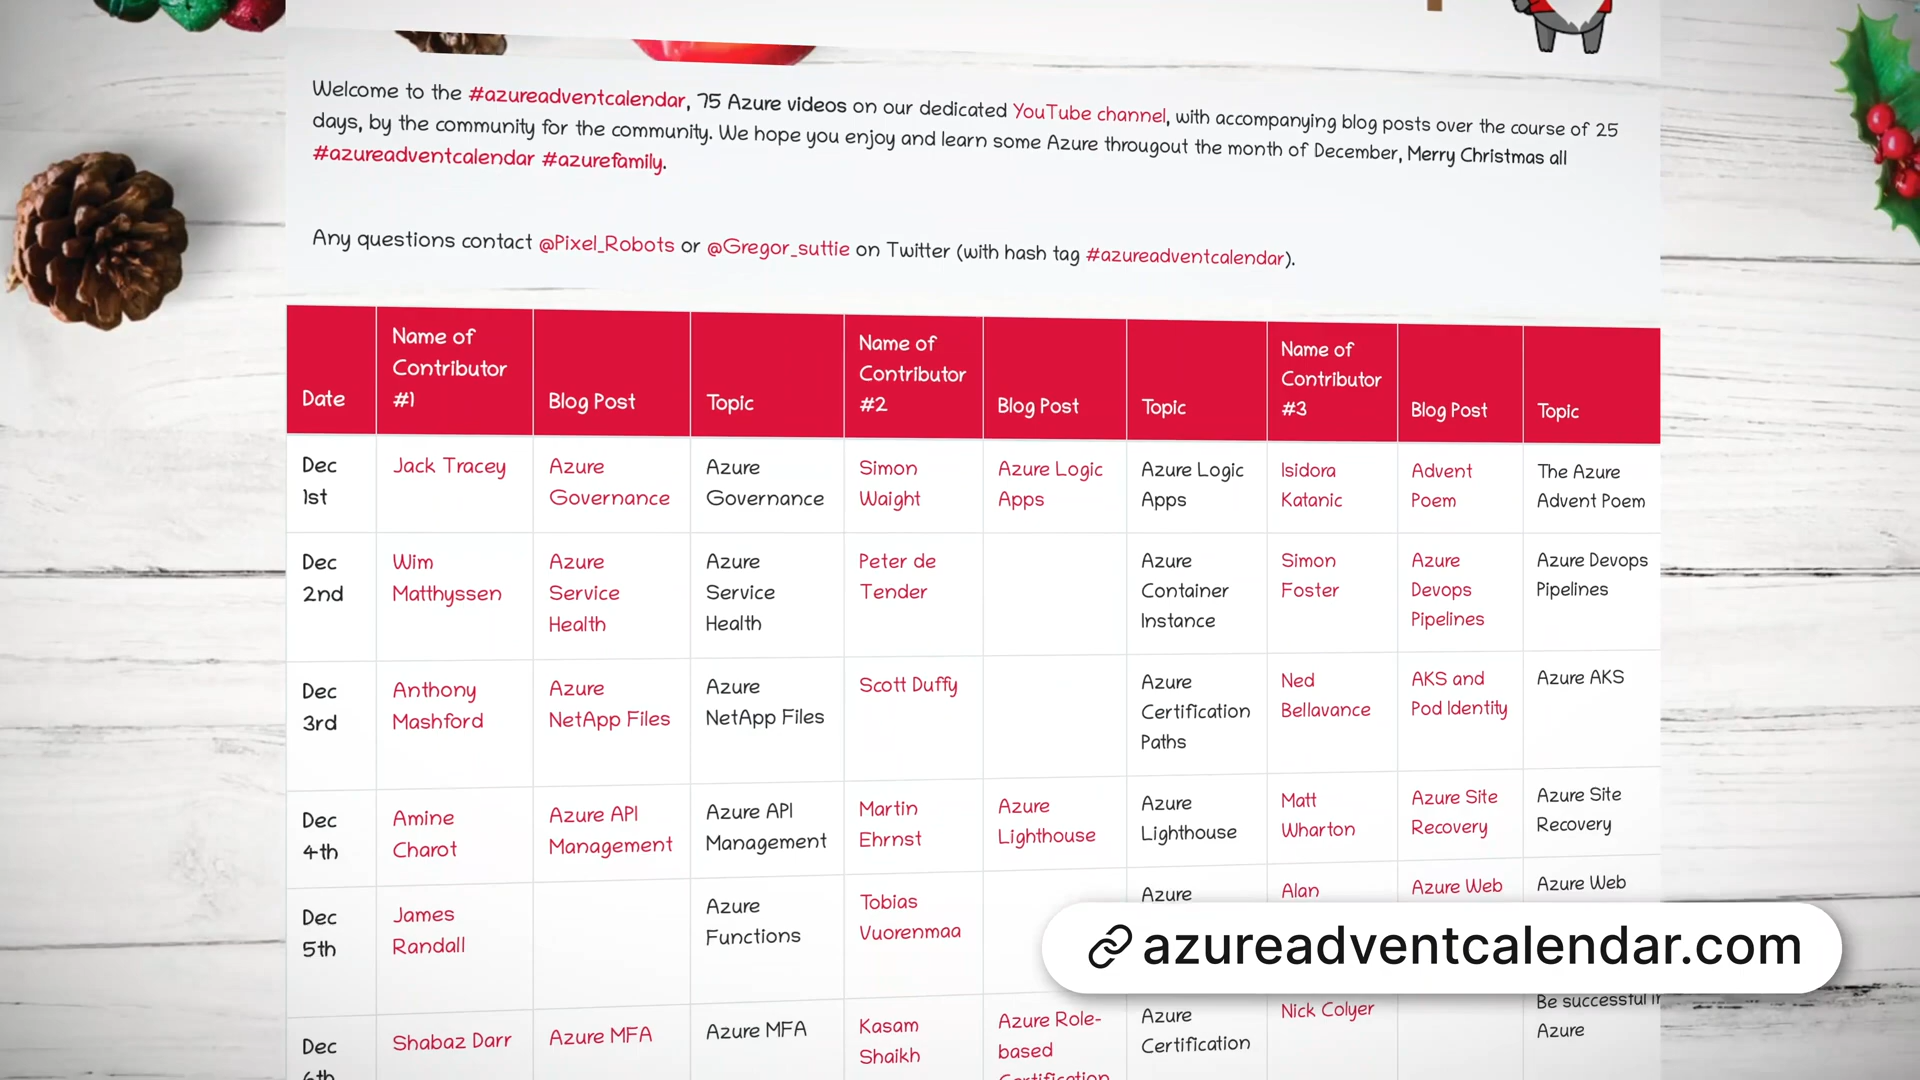 Welcome to the #azureadventcalendar, 75 Azure videos on our dedicated YouTube channel, with accompanying blog posts over the course of 25
days, by the community for the community. We hope you enjoy and learn some Azure througout the month of December, Merry Christmas all
#azureadventcalendar #azurefamily.
Any questions contact @Pixel_Robots or @Gregor_suttie on Twitter (with hash tag #azureadventcalendar).
Date
Name of
Contributor
#1
Blog Post
Topic
Name of
Contributor
#2
Blog Post
Topic
Name of
Contributor
#3
Blog Post
Topic
Dec
1st
Jack Tracey
Azure
Governance
Azure
Governance
Simon
Waight
Azure Logic
Apps
Azure Logic
Apps
Isidora
Katanic
Advent
Poem
The Azure
Advent Poem
Dec
2nd
Wim
Matthyssen
Azure
Service
Health
Azure
Service
Health
Peter de
Tender
Azure
Container
Instance
Simon
Foster
Azure
Devops
Pipelines
Azure Devops
Pipelines
Dec
3rd
Anthony
Mashford
Azure
NetApp Files
Azure
NetApp Files
Scott Duffy
Azure
Certification
Paths
Ned
Bellavance
AKS and
Pod Identity
Azure AKS
Dec
4th
Amine
Charot
Azure API
Management
Azure API
Management
Martin
Ehrnst
Azure
Lighthouse
Azure
Lighthouse
Matt
Wharton
Azure Site
Recovery
Azure Site
Recovery
Dec
5th
James
Randall
Azure
Functions
Tobias
Vuorenmaa
Azure
Alan
Azure Web
Azure Web
azureadventcalendar.com
Dec
6th
Shabaz Darr
Azure MFA
Azure MFA
Kasam
Shaikh
Azure Role-
based
Certification
Azure
Certification
Nick Colyer
Be successful in
Azure